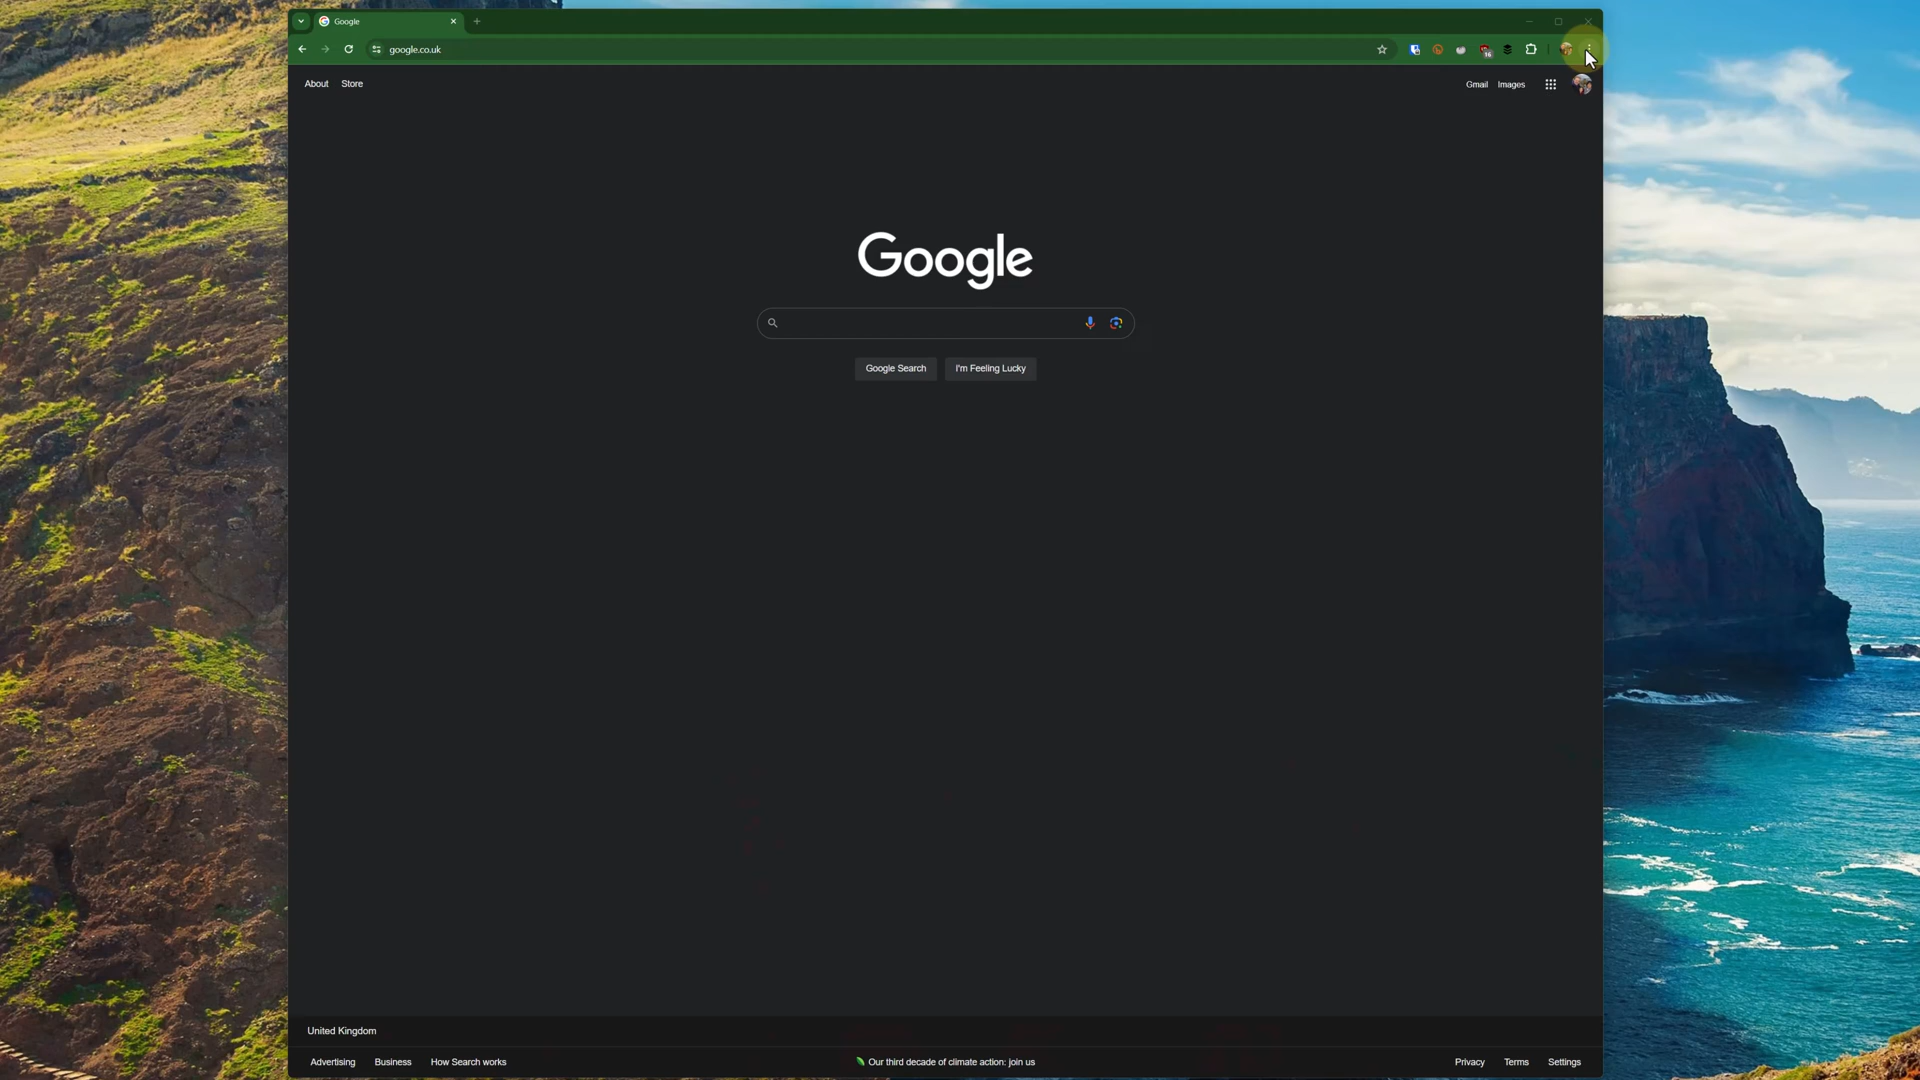 Google
google.co.uk
16
About Store
Gmail Images
Google
Google Search I'm Feeling Lucky
United Kingdom
Advertising Business How Search works
Our third decade of climate action: join us
Privacy Terms Settings